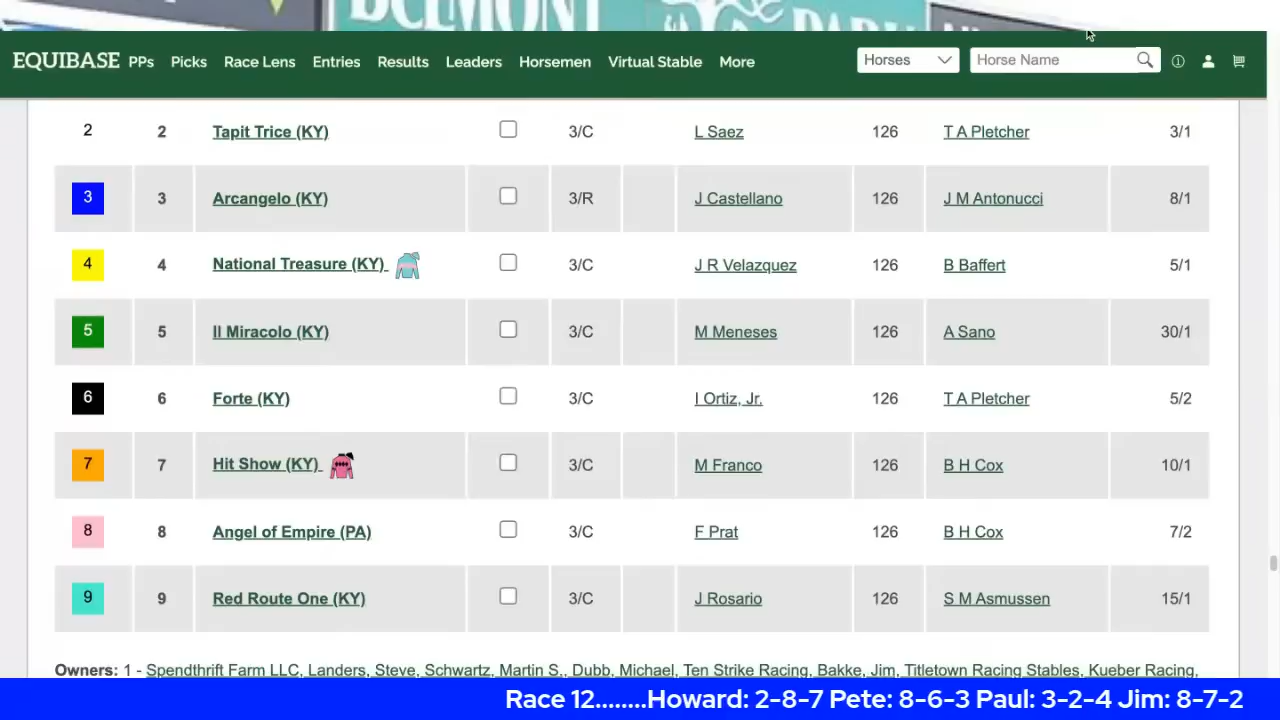 BELMONT PARK
EQUIBASE PPs Picks Race Lens Entries Results Leaders Horsemen Virtual Stable More Horses Horse Name
2 2 Tapit Trice (KY) 3/C L Saez 126 T A Pletcher 3/1
3 3 Arcangelo (KY) 3/R J Castellano 126 J M Antonucci 8/1
4 4 National Treasure (KY) 3/C J R Velazquez 126 B Baffert 5/1
5 5 Il Miracolo (KY) 3/C M Meneses 126 A Sano 30/1
6 6 Forte (KY) 3/C I Ortiz, Jr. 126 T A Pletcher 5/2
7 7 Hit Show (KY) 3/C M Franco 126 B H Cox 10/1
8 8 Angel of Empire (PA) 3/C F Prat 126 B H Cox 7/2
9 9 Red Route One (KY) 3/C J Rosario 126 S M Asmussen 15/1
Owners: 1 - Spendthrift Farm LLC, Landers, Steve, Schwartz, Martin S., Dubb, Michael, Ten Strike Racing, Bakke, Jim, Titletown Racing Stables, Kueber Racing,
Race 12........Howard: 2-8-7 Pete: 8-6-3 Paul: 3-2-4 Jim: 8-7-2